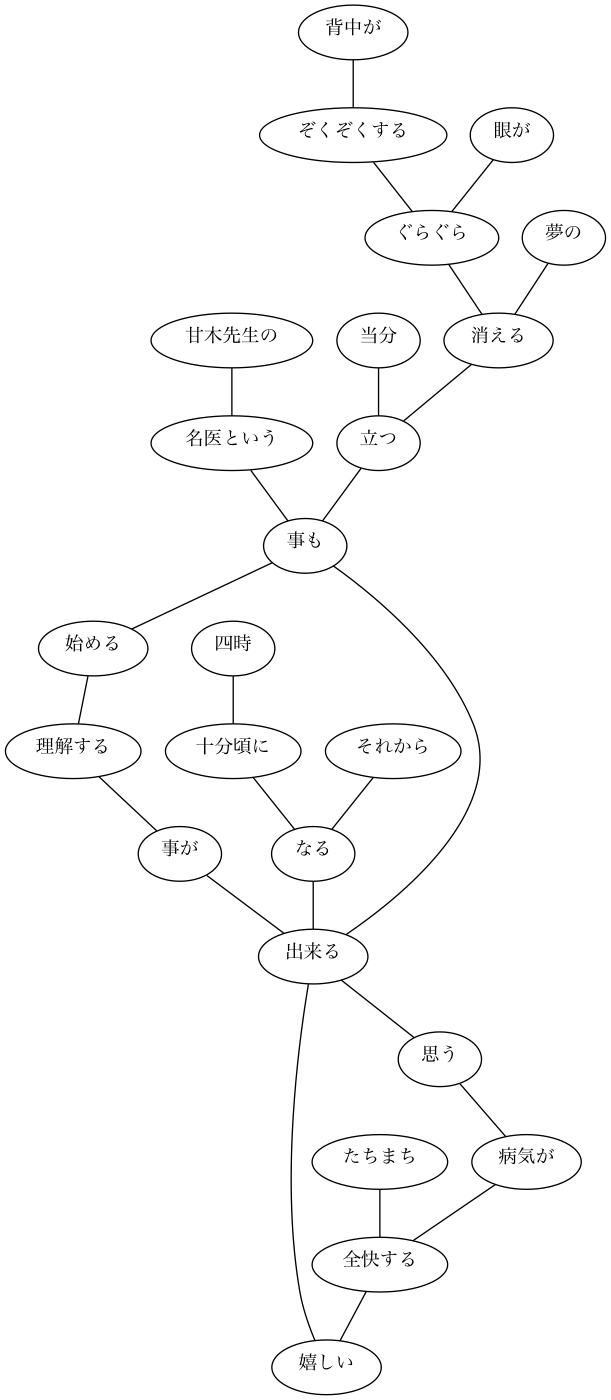 背中が
ぞくぞくする
眼が
ぐらぐら
夢の
甘木先生の
当分
消える
名医という
立つ
事も
始める
四時
理解する
十分頃に
それから
事が
なる
出来る
思う
たちまち
病気が
全快する
嬉しい